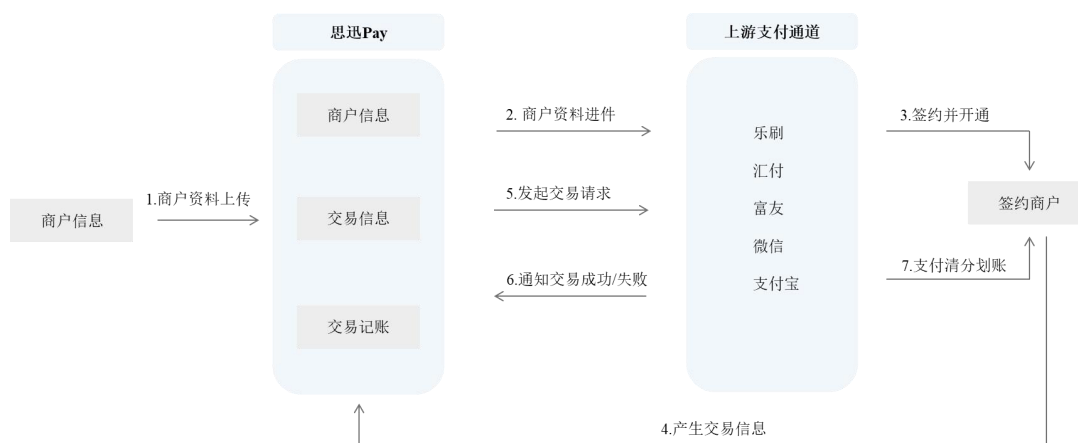 思迅Pay
上游支付通道
商户信息
2. 商户资料进件
3.签约并开通
乐刷
汇付
1.商户资料上传
5.发起交易请求
富友
签约商户
商户信息
交易信息
微信
6.通知交易成功/失败
支付宝
7.支付清分划账
交易记账
4.产生交易信息